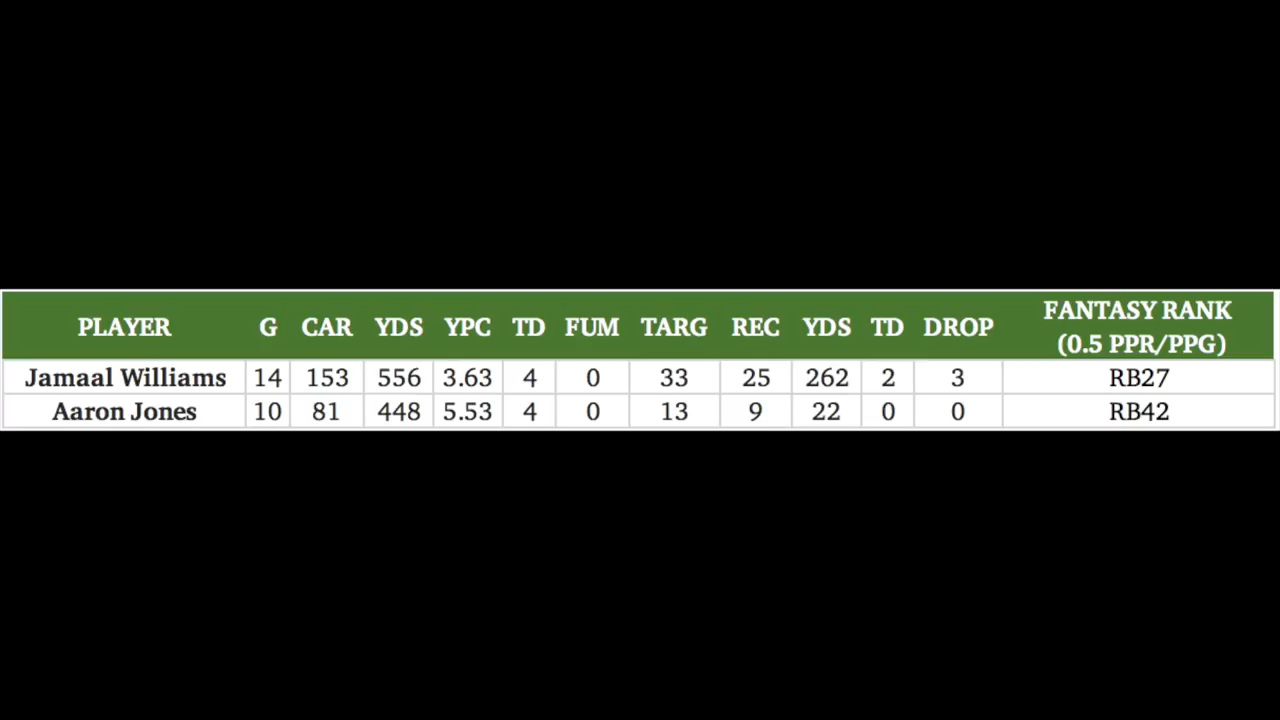 PLAYER G CAR YDS YPC TD FUM TARG REC YDS TD DROP FANTASY RANK (0.5 PPR/PPG)
Jamaal Williams 14 153 556 3.63 4 0 33 25 262 2 3 RB27
Aaron Jones 10 81 448 5.53 4 0 13 9 22 0 0 RB42